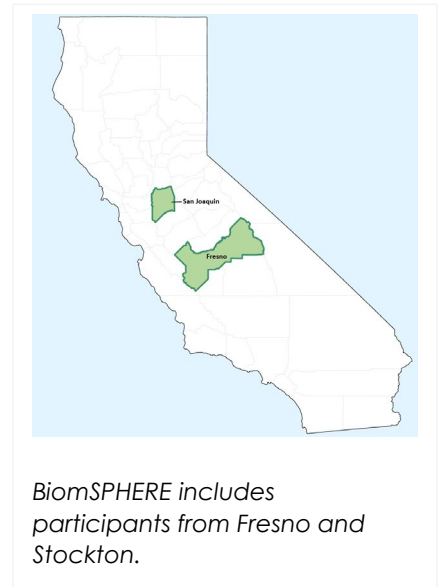 San Joaquin
Fresno
BiomSPHERE includes
participants from Fresno and
Stockton.